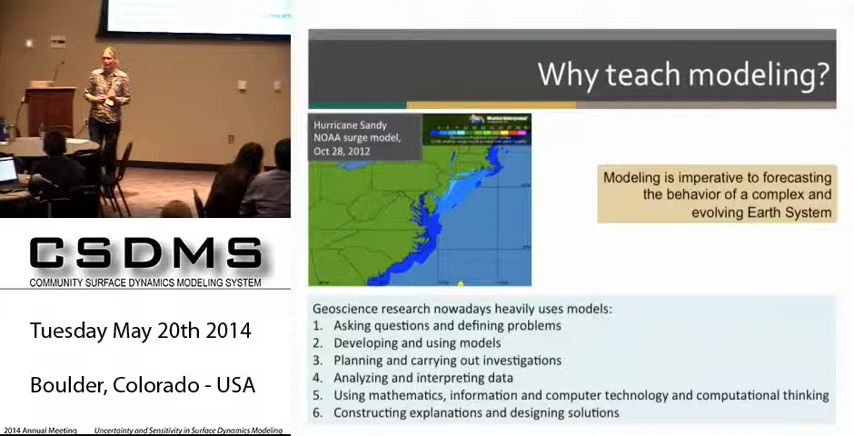 Why teach modeling?
Hurricane Sandy
NOAA surge model,
Oct 28, 2012
Modeling is imperative to forecasting
the behavior of a complex and
evolving Earth System
CSDMS
COMMUNITY SURFACE DYNAMICS MODELING SYSTEM
Tuesday May 20th 2014
Boulder, Colorado - USA
2014 Annual Meeting
Uncertainty and Sensitivity in Surface Dynamics Modeling
Geoscience research nowadays heavily uses models:
1. Asking questions and defining problems
2. Developing and using models
3. Planning and carrying out investigations
4. Analyzing and interpreting data
5. Using mathematics, information and computer technology and computational thinking
6. Constructing explanations and designing solutions